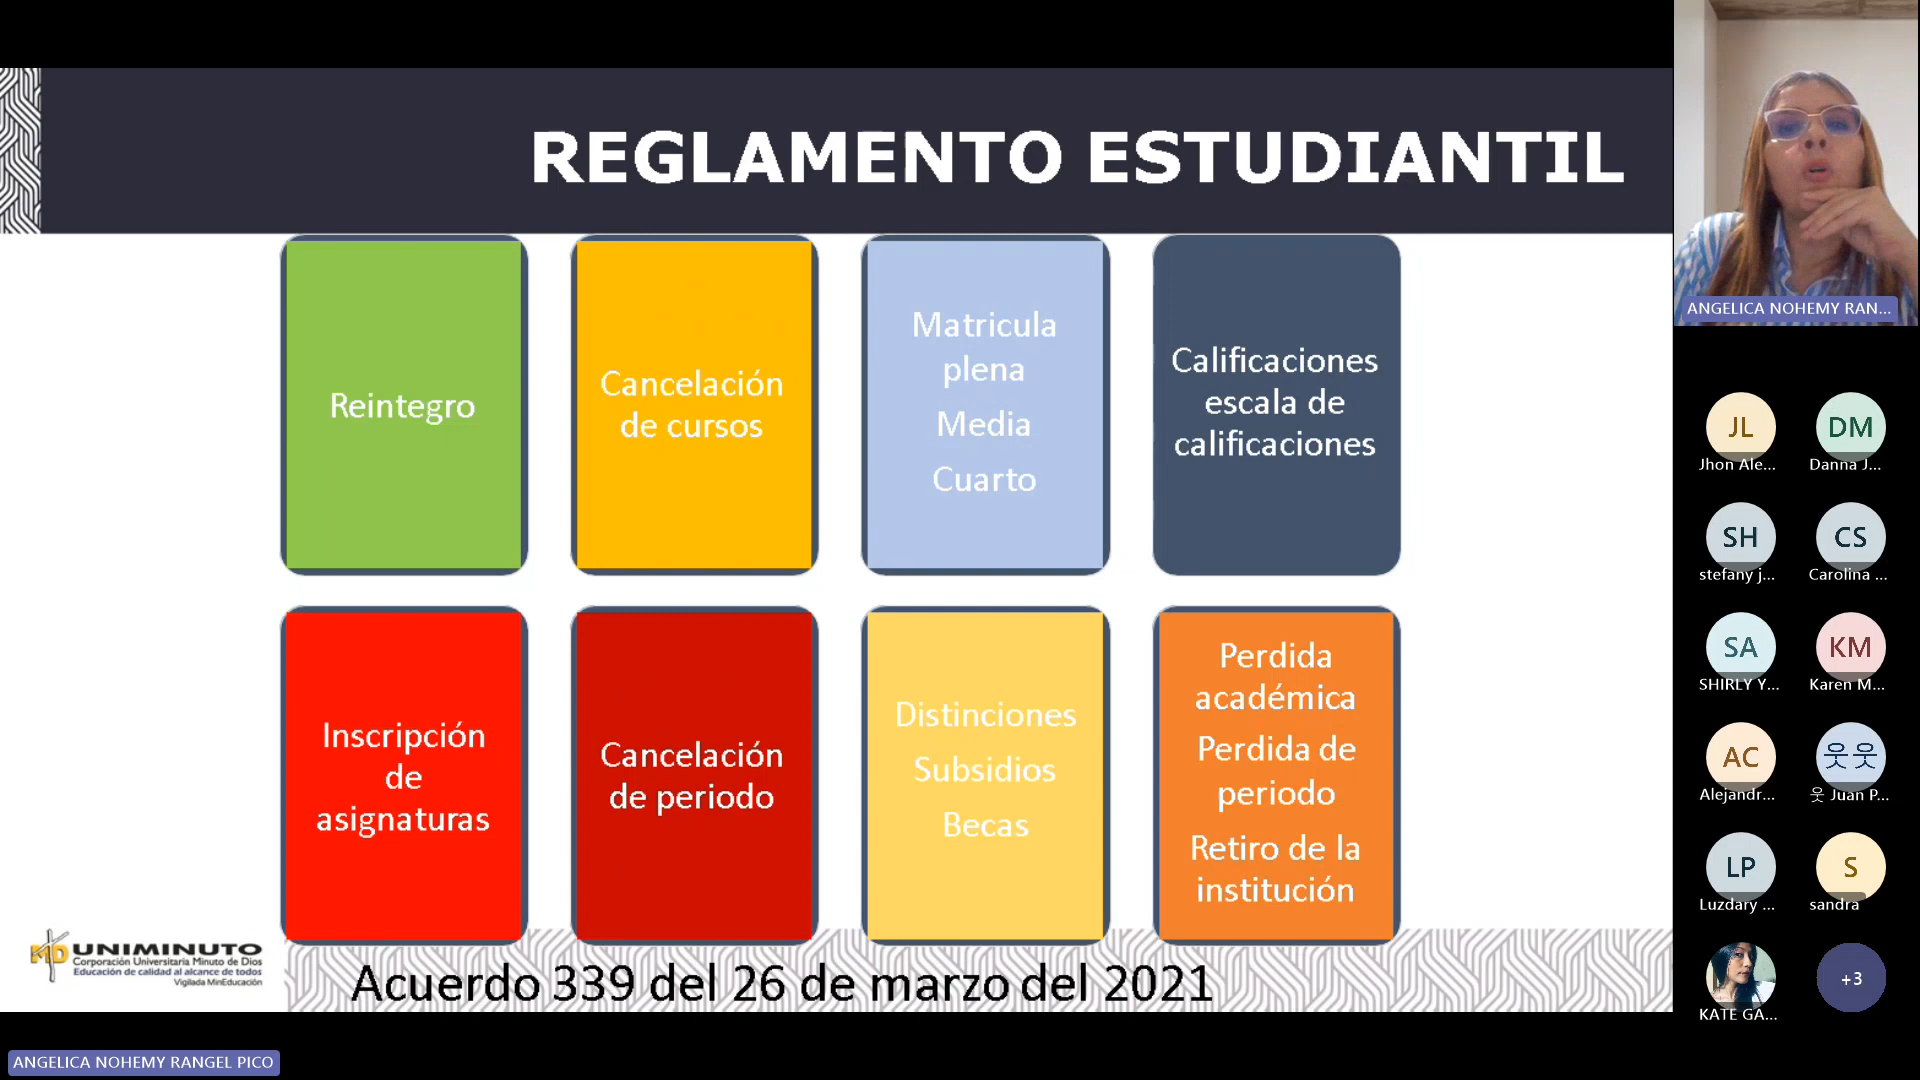 REGLAMENTO ESTUDIANTIL
Reintegro
Cancelación
de cursos
Matricula
plena
Media
Cuarto
Calificaciones
escala de
calificaciones
Inscripción
de
asignaturas
Cancelación
de periodo
Distinciones
Subsidios
Becas
Perdida
académica
Perdida de
periodo
Retiro de la
institución
UNIMINUTO
Corporación Universitaria Minuto de Dios
Educación de calidad al alcance de todos
Vigilada MinEducación
Acuerdo 339 del 26 de marzo del 2021
ANGELICA NOHEMY RANGEL PICO
ANGELICA NOHEMY RAN...
JL
Jhon Ale...
DM
Danna J...
SH
stefany j...
CS
Carolina ...
SA
SHIRLY Y...
KM
Karen M...
AC
Alejandr...
웃웃
웃 Juan P...
LP
Luzdary ...
S
sandra
KATE GA...
+3